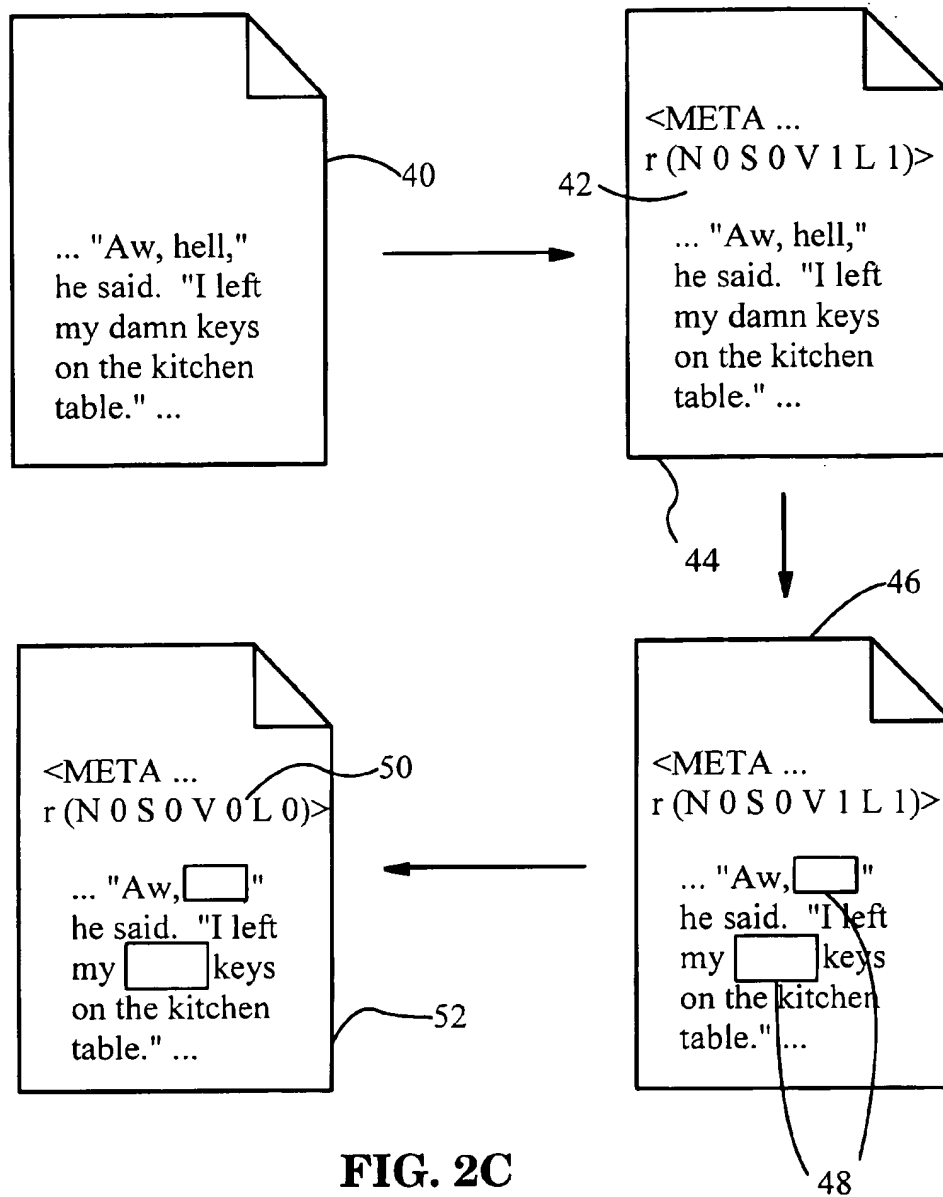 40
... "Aw, hell,"
he said. "I left
my damn keys
on the kitchen
table." ...
<META ...
r (N 0 S 0 V 1 L 1)>
42
... "Aw, hell,"
he said. "I left
my damn keys
on the kitchen
table." ...
44
46
<META ...
r (N 0 S 0 V 1 L 1)>
... "Aw, "
he said. "I left
my keys
on the kitchen
table." ...
48
<META ...
r (N 0 S 0 V 0 L 0)>
50
... "Aw, "
he said. "I left
my keys
on the kitchen
table." ...
52
FIG. 2C